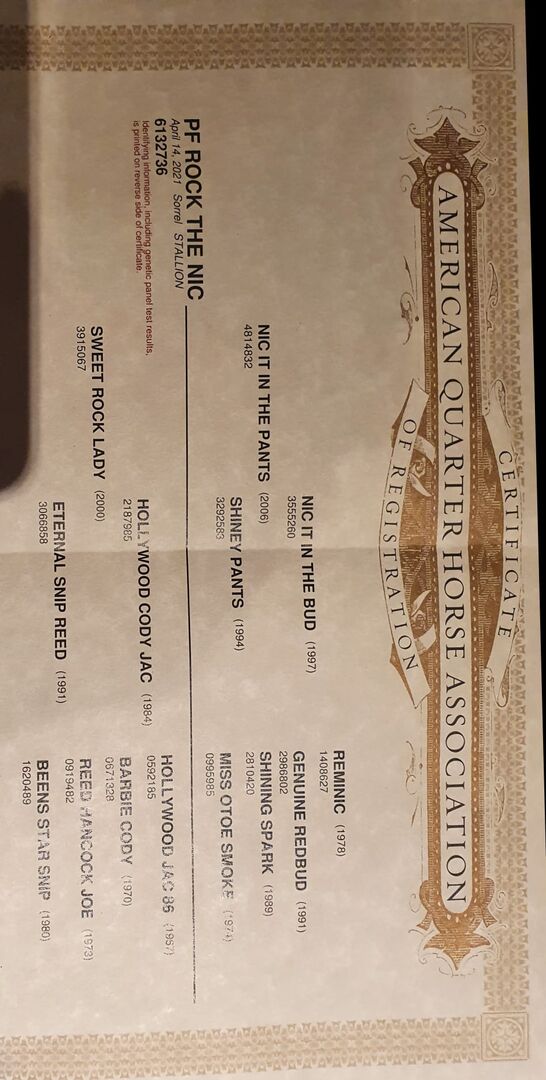 CERTIFICATE
AMERICAN QUARTER HORSE ASSOCIATION
OF REGISTRATION
REMINIC (1978)
1408627
NIC IT IN THE BUD (1997)
3555260
GENUINE REDBUD (1991)
2986802
NIC IT IN THE PANTS (2006)
4814832
SHINING SPARK (1989)
2810420
SHINEY PANTS (1994)
3292583
MISS OTOE SMOKE (1974)
0995985
PF ROCK THE NIC
April 14, 2021 Sorrel STALLION
6132736
Identifying information, including genetic panel test results,
is printed on reverse side of certificate.
HOLLYWOOD JAC 86 (1967)
0592185
HOLLYWOOD CODY JAC (1984)
2187985
BARBIE CODY (1970)
0671328
SWEET ROCK LADY (2000)
3915067
REED HANCOCK JOE (1973)
0919482
ETERNAL SNIP REED (1991)
3066858
BEENS STAR SNIP (1980)
1620489